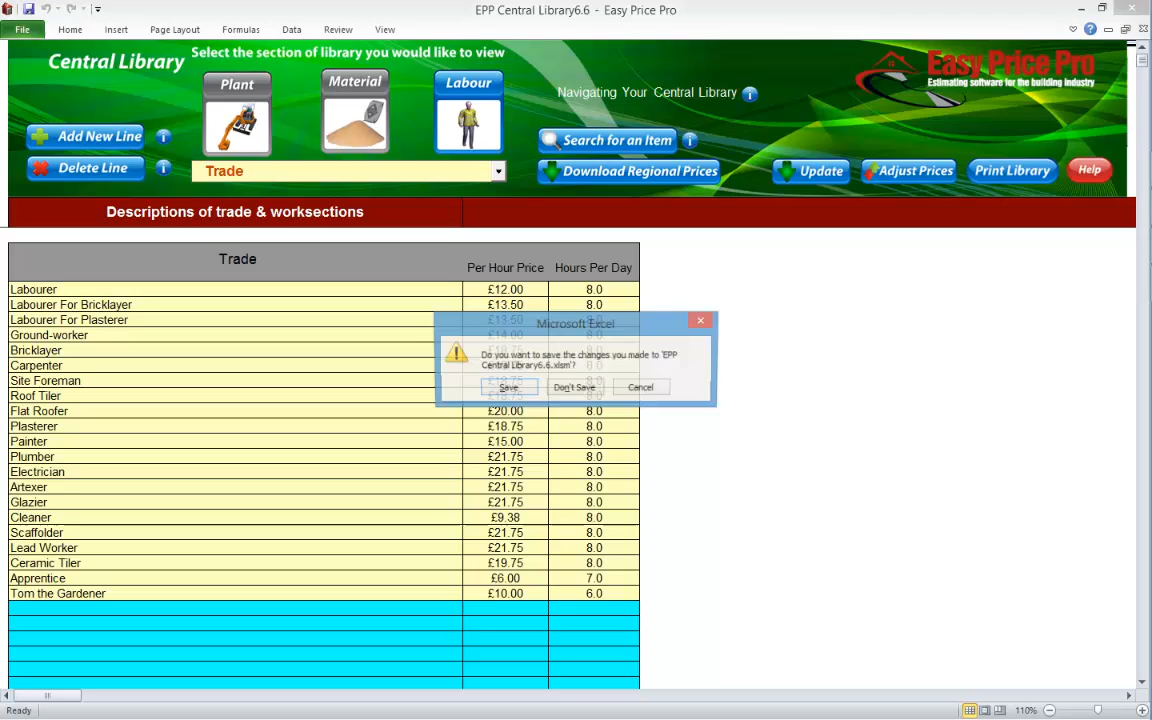 EPP Central Library6.6 - Easy Price Pro
File Home Insert Page Layout Formulas Data Review View
Central Library
Select the section of library you would like to view
Plant Material Labour
Navigating Your Central Library
Easy Price Pro
Estimating software for the building industry
Add New Line
Search for an Item
Delete Line
Trade
Download Regional Prices
Update
Adjust Prices
Print Library
Help
Descriptions of trade & worksections
Trade Per Hour Price Hours Per Day
Labourer £12.00 8.0
Labourer For Bricklayer £13.50 8.0
Labourer For Plasterer £13.50 8.0
Ground-worker £14.00
Bricklayer
Carpenter
Site Foreman
Roof Tiler
Microsoft Excel
Do you want to save the changes you made to 'EPP
Central Library6.6.xlsm'?
Save Don't Save Cancel
Flat Roofer £20.00 8.0
Plasterer £18.75 8.0
Painter £15.00 8.0
Plumber £21.75 8.0
Electrician £21.75 8.0
Artexer £21.75 8.0
Glazier £21.75 8.0
Cleaner £9.38 8.0
Scaffolder £21.75 8.0
Lead Worker £21.75 8.0
Ceramic Tiler £19.75 8.0
Apprentice £6.00 7.0
Tom the Gardener £10.00 6.0
Ready
110%